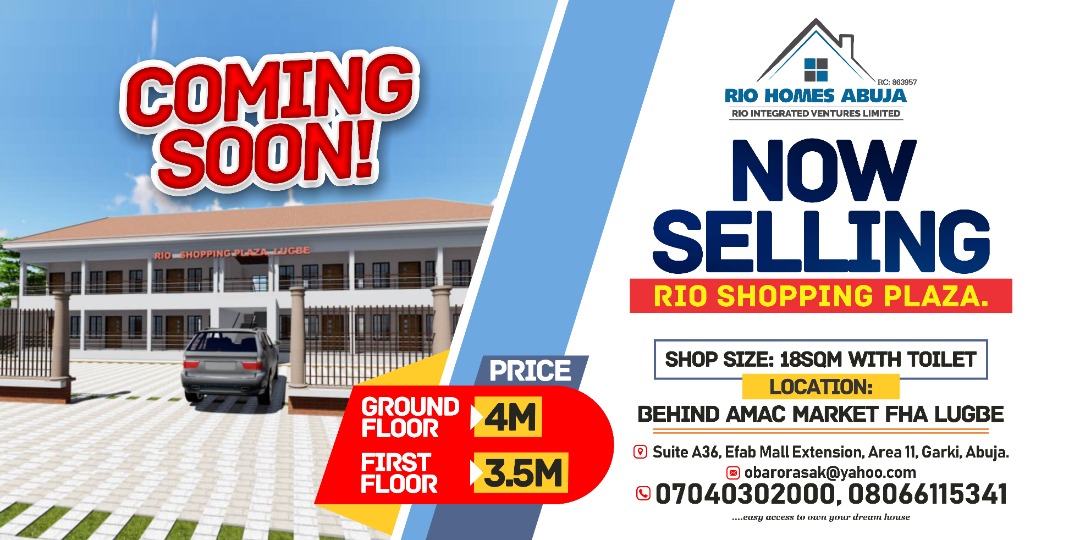 COMING
SOON!
RIO SHOPPING PLAZA LUGBE
PRICE
GROUND
FLOOR
4M
FIRST
FLOOR
3.5M
RC: 863957
RIO HOMES ABUJA
RIO INTEGRATED VENTURES LIMITED
NOW
SELLING
RIO SHOPPING PLAZA.
SHOP SIZE: 18SQM WITH TOILET
LOCATION:
BEHIND AMAC MARKET FHA LUGBE
Suite A36, Efab Mall Extension, Area 11, Garki, Abuja.
obarorasak@yahoo.com
07040302000, 08066115341
....easy access to own your dream house